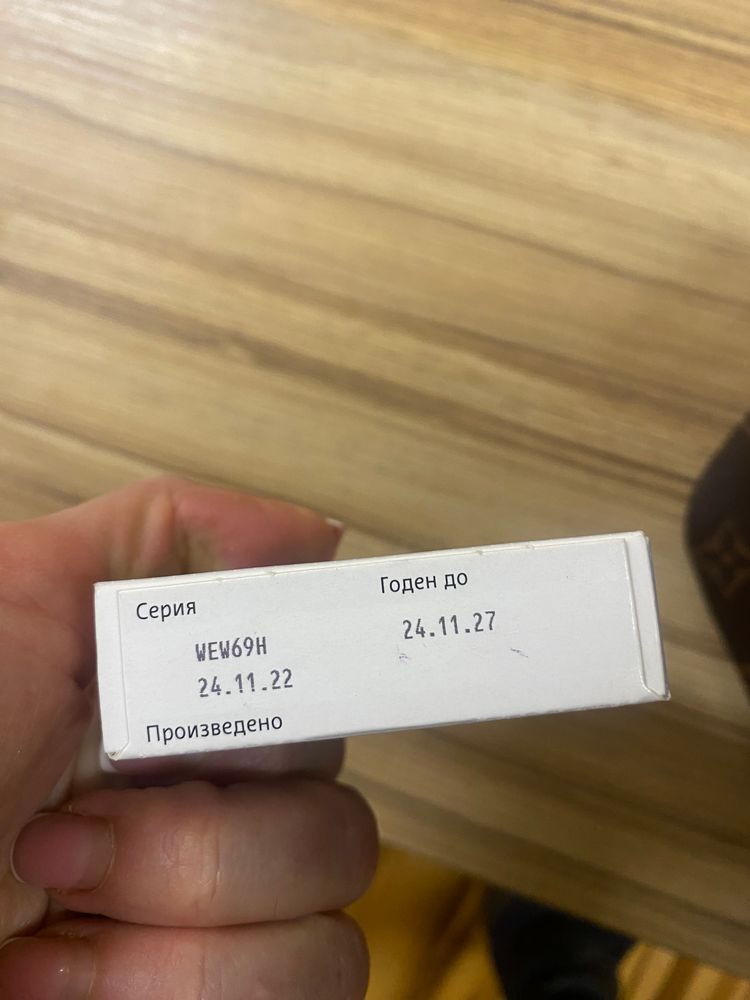 Серия
Годен до
WEW69H
24.11.27
24.11.22
Произведено